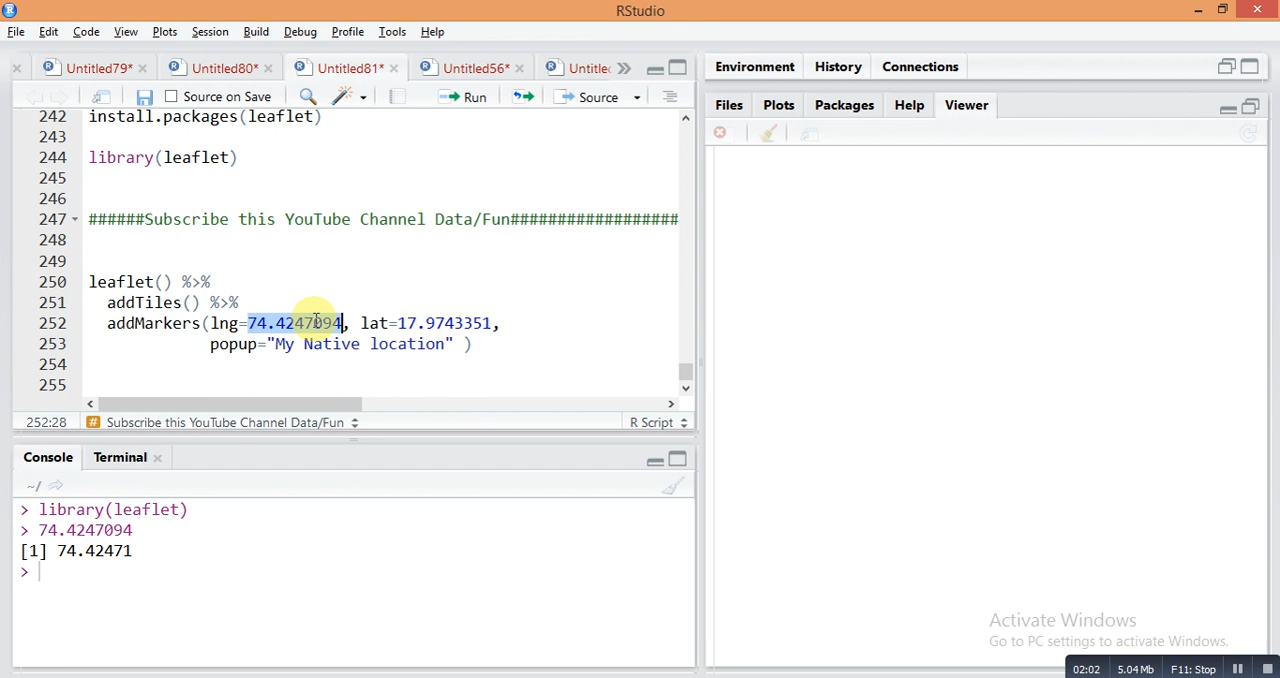 RStudio
File Edit Code View Plots Session Build Debug Profile Tools Help
Untitled79* Untitled80* Untitled81* Untitled56* Untitle
Source on Save Run Source
242 install.packages(leaflet)
243
244 library(leaflet)
245
246
247 ######Subscribe this YouTube Channel Data/Fun##################
248
249
250 leaflet() %>%
251 addTiles() %>%
252 addMarkers(lng=74.4247094, lat=17.9743351,
253 popup="My Native location" )
254
255
252:28 # Subscribe this YouTube Channel Data/Fun R Script
Console Terminal
~/
> library(leaflet)
> 74.4247094
[1] 74.42471
>
Environment History Connections
Files Plots Packages Help Viewer
Activate Windows
Go to PC settings to activate Windows.
02:02 5.04 Mb F11: Stop